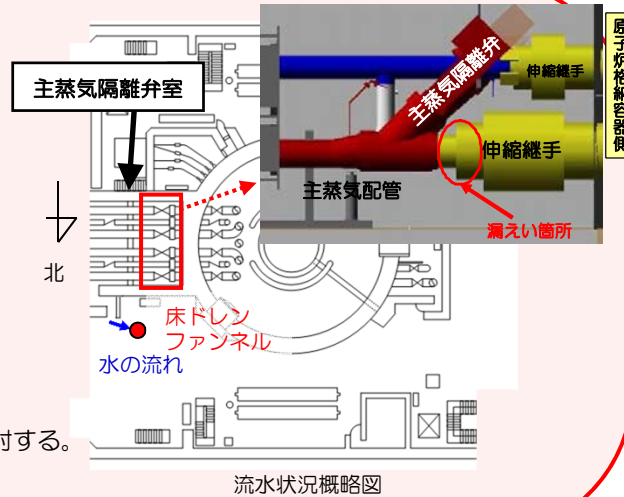 原子炉格納容器側
伸縮継手
主蒸気隔離弁
主蒸気隔離弁室
伸縮継手
主蒸気配管
漏えい箇所
北
床ドレン
ファンネル
水の流れ
討する。
流水状況概略図